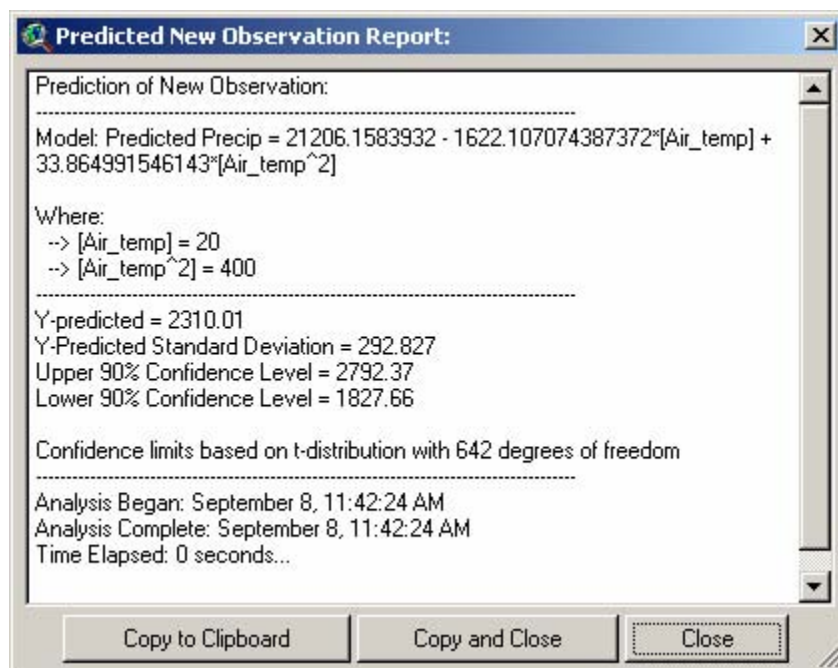 Predicted New Observation Report:
Prediction of New Observation:
--------------------------------------------------------------------------------
Model: Predicted Precip = 21206.1583932 - 1622.107074387372*[Air_temp] +
33.864991546143*[Air_temp^2]
Where:
--> [Air_temp] = 20
--> [Air_temp^2] = 400
--------------------------------------------------------------------------------
Y-predicted = 2310.01
Y-Predicted Standard Deviation = 292.827
Upper 90% Confidence Level = 2792.37
Lower 90% Confidence Level = 1827.66
Confidence limits based on t-distribution with 642 degrees of freedom
--------------------------------------------------------------------------------
Analysis Began: September 8, 11:42:24 AM
Analysis Complete: September 8, 11:42:24 AM
Time Elapsed: 0 seconds...
Copy to Clipboard
Copy and Close
Close